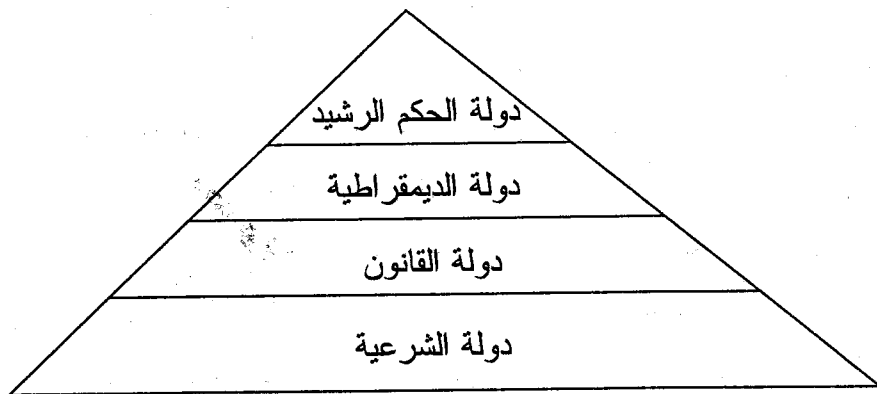 دولة الحكم الرشيد
دولة الديمقراطية
دولة القانون
دولة الشرعية